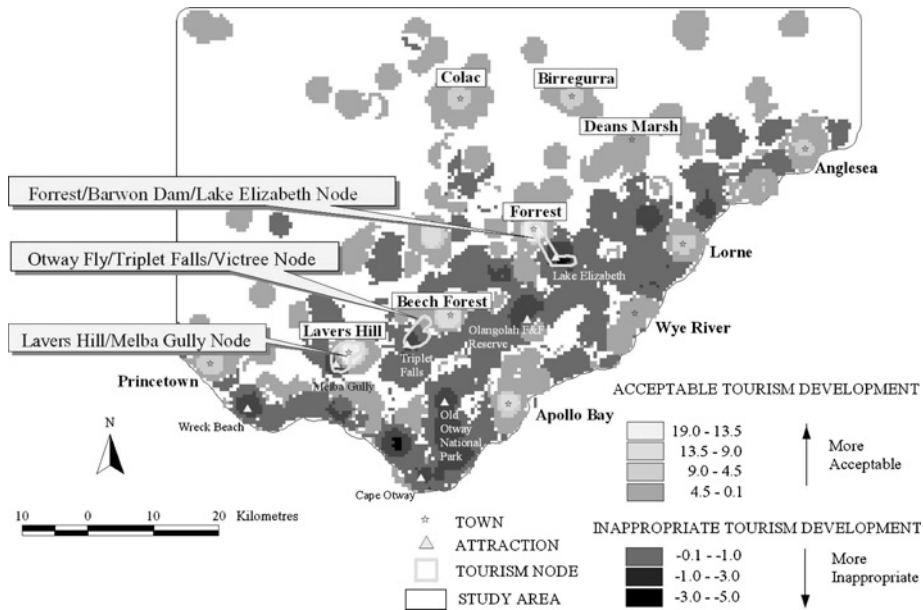 Colac
Birregurra
Deans Marsh
Anglesea
Forrest/Barwon Dam/Lake Elizabeth Node
Forrest
Lorne
Otway Fly/Triplet Falls/Victree Node
Lake Elizabeth
Beech Forest
Lavers Hill
Olangolah F&F
Reserve
Wye River
Lavers Hill/Melba Gully Node
Triplet
Falls
Princetown
Melba Gully
Wreck Beach
Old
Otway
National
Park
Apollo Bay
Cape Otway
N
10 0 10 20 Kilometres
ACCEPTABLE TOURISM DEVELOPMENT
19.0 - 13.5
13.5 - 9.0
9.0 - 4.5
4.5 - 0.1
More
Acceptable
TOWN
ATTRACTION
TOURISM NODE
STUDY AREA
INAPPROPRIATE TOURISM DEVELOPMENT
-0.1 - -1.0
-1.0 - -3.0
-3.0 - -5.0
More
Inappropriate